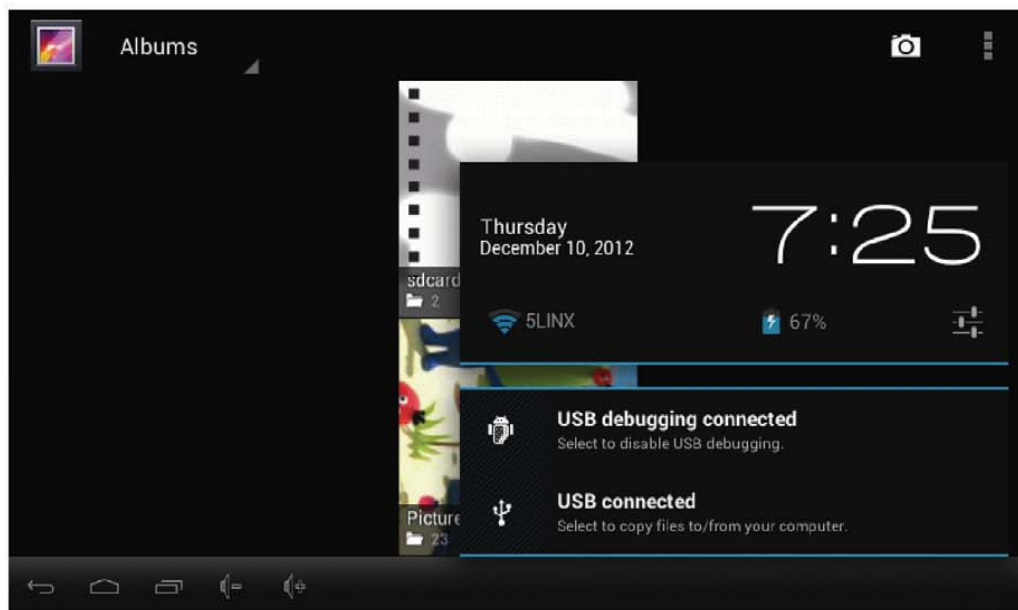 Albums
sdcard
2
Thursday
December 10, 2012
7:25
5LINX
67%
USB debugging connected
Select to disable USB debugging.
USB connected
Select to copy files to/from your computer.
Picture
23